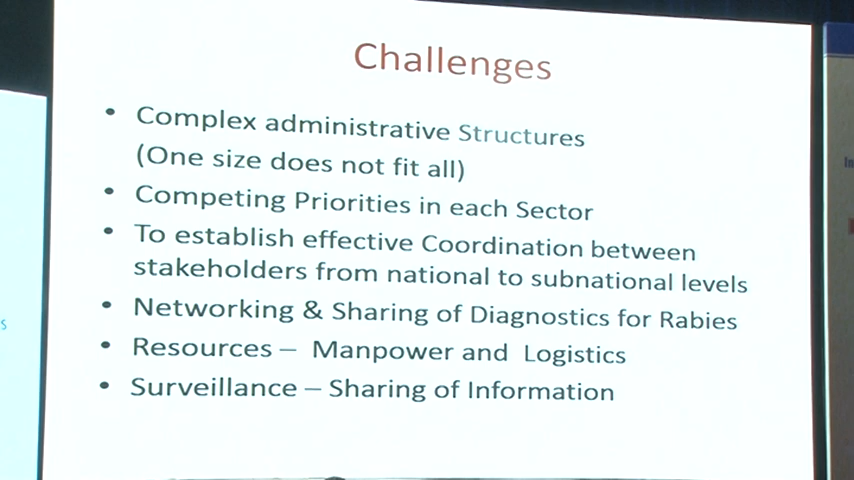 Challenges
• Complex administrative Structures
(One size does not fit all)
• Competing Priorities in each Sector
• To establish effective Coordination between
stakeholders from national to subnational levels
• Networking & Sharing of Diagnostics for Rabies
• Resources – Manpower and Logistics
• Surveillance – Sharing of Information